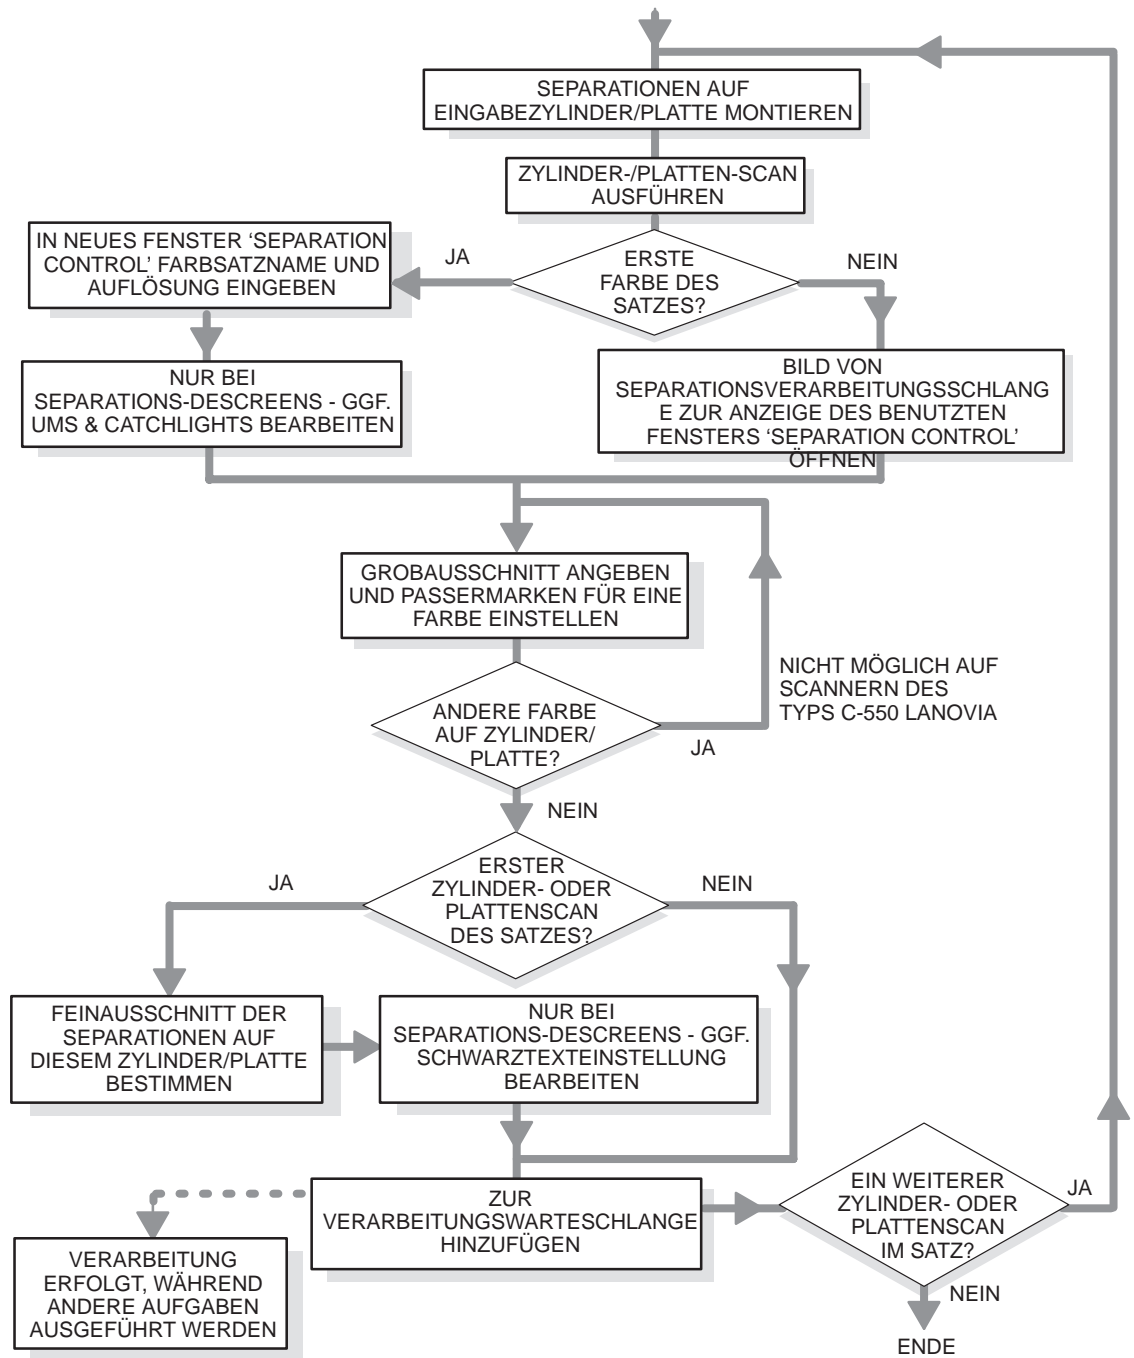 SEPARATIONEN AUF
EINGABEZYLINDER/PLATTE MONTIEREN
ZYLINDER-/PLATTEN-SCAN
AUSFÜHREN
ERSTE
FARBE DES
SATZES?
JA
NEIN
IN NEUES FENSTER ‘SEPARATION
CONTROL’ FARBSATZNAME UND
AUFLÖSUNG EINGEBEN
NUR BEI
SEPARATIONS-DESCREENS - GGF.
UMS & CATCHLIGHTS BEARBEITEN
BILD VON
SEPARATIONSVERARBEITUNGSSCHLANG
E ZUR ANZEIGE DES BENUTZTEN
FENSTERS ‘SEPARATION CONTROL’
ÖFFNEN
GROBAUSSCHNITT ANGEBEN
UND PASSERMARKEN FÜR EINE
FARBE EINSTELLEN
NICHT MÖGLICH AUF
SCANNERN DES
TYPS C-550 LANOVIA
ANDERE FARBE
AUF ZYLINDER/
PLATTE?
JA
NEIN
ERSTER
ZYLINDER- ODER
PLATTENSCAN
DES SATZES?
JA
NEIN
FEINAUSSCHNITT DER
SEPARATIONEN AUF
DIESEM ZYLINDER/PLATTE
BESTIMMEN
NUR BEI
SEPARATIONS-DESCREENS - GGF.
SCHWARZTEXTEINSTELLUNG
BEARBEITEN
ZUR
VERARBEITUNGSWARTESCHLANGE
HINZUFÜGEN
EIN WEITERER
ZYLINDER- ODER
PLATTENSCAN
IM SATZ?
JA
NEIN
ENDE
VERARBEITUNG
ERFOLGT, WÄHREND
ANDERE AUFGABEN
AUSGEFÜHRT WERDEN